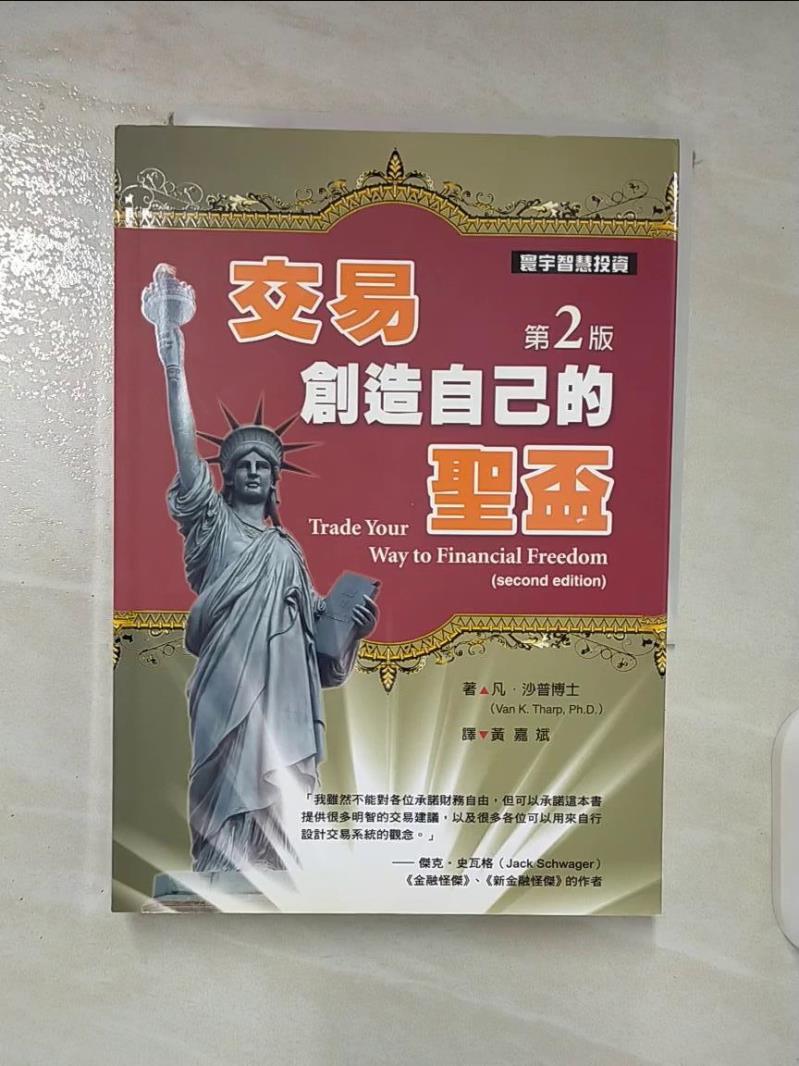 寰宇智慧投資
交易
第2版
創造自己的
聖盃
Trade Your
Way to Financial Freedom
(second edition)
著▲凡·沙普博士
(Van K. Tharp, Ph.D.)
譯▼黃嘉斌
「我雖然不能對各位承諾財務自由，但可以承諾這本書
提供很多明智的交易建議，以及很多各位可以用來自行
設計交易系統的觀念。」
—— 傑克·史瓦格（Jack Schwager）
《金融怪傑》、《新金融怪傑》的作者